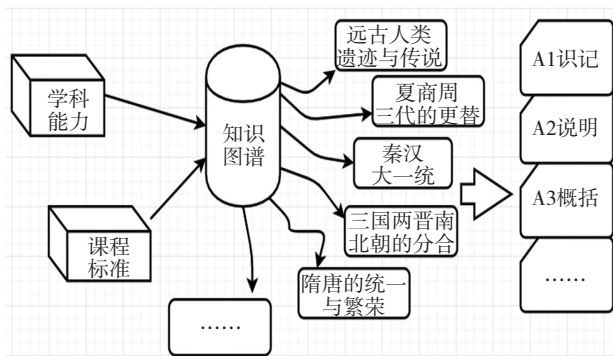 学科
能力
课程
标准
知识
图谱
远古人类
遗迹与传说
夏商周
三代的更替
秦汉
大一统
三国两晋南
北朝的分合
隋唐的统一
与繁荣
……
A1识记
A2说明
A3概括
……